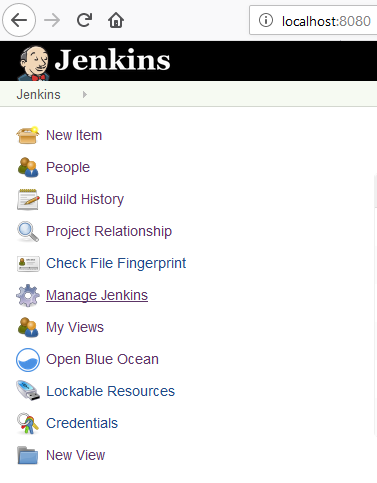 localhost:8080
Jenkins
Jenkins
New Item
People
Build History
Project Relationship
Check File Fingerprint
Manage Jenkins
My Views
Open Blue Ocean
Lockable Resources
Credentials
New View